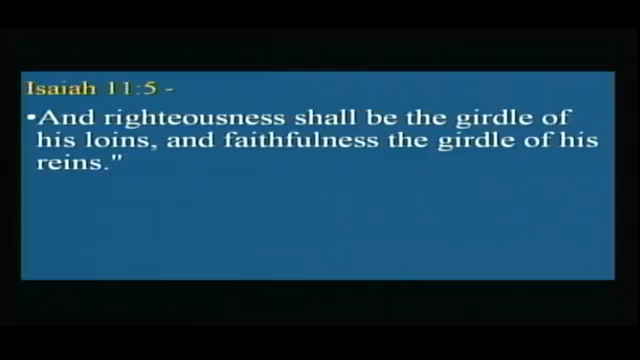 Isaiah 11:5 -
•And righteousness shall be the girdle of
his loins, and faithfulness the girdle of his
reins."